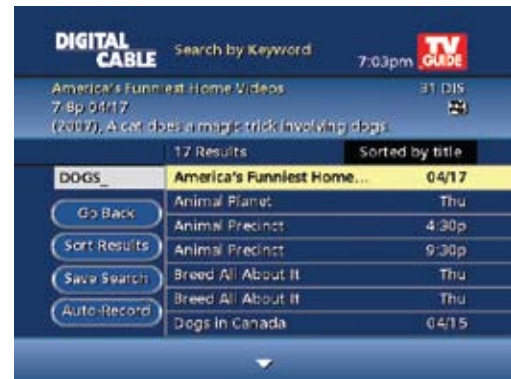 DIGITAL CABLE
Search by Keyword
7:03pm
TV GUIDE
America's Funniest Home Videos 31 DIS
7-8p 04/17
(2007), A cat does a magic trick involving dogs.
17 Results Sorted by title
DOGS_
America's Funniest Home... 04/17
Go Back
Animal Planet Thu
Animal Precinct 4:30p
Sort Results
Animal Precinct 9:30p
Save Search
Breed All About It Thu
Breed All About It Thu
Auto-Record
Dogs in Canada 04/15